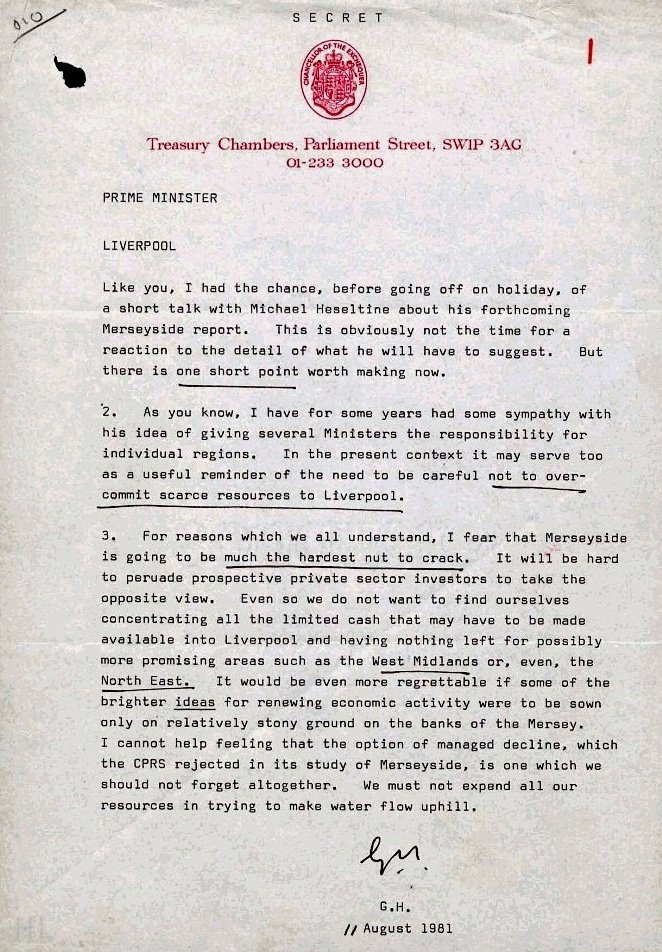 010
SECRET
CHANCELLOR OF THE EXCHEQUER
Treasury Chambers, Parliament Street, SW1P 3AG
01-233 3000
PRIME MINISTER
LIVERPOOL
Like you, I had the chance, before going off on holiday, of
a short talk with Michael Heseltine about his forthcoming
Merseyside report. This is obviously not the time for a
reaction to the detail of what he will have to suggest. But
there is one short point worth making now.
2. As you know, I have for some years had some sympathy with
his idea of giving several Ministers the responsibility for
individual regions. In the present context it may serve too
as a useful reminder of the need to be careful not to over-
commit scarce resources to Liverpool.
3. For reasons which we all understand, I fear that Merseyside
is going to be much the hardest nut to crack. It will be hard
to peruade prospective private sector investors to take the
opposite view. Even so we do not want to find ourselves
concentrating all the limited cash that may have to be made
available into Liverpool and having nothing left for possibly
more promising areas such as the West Midlands or, even, the
North East. It would be even more regrettable if some of the
brighter ideas for renewing economic activity were to be sown
only on relatively stony ground on the banks of the Mersey.
I cannot help feeling that the option of managed decline, which
the CPRS rejected in its study of Merseyside, is one which we
should not forget altogether. We must not expend all our
resources in trying to make water flow uphill.
G.H.
11 August 1981
HL